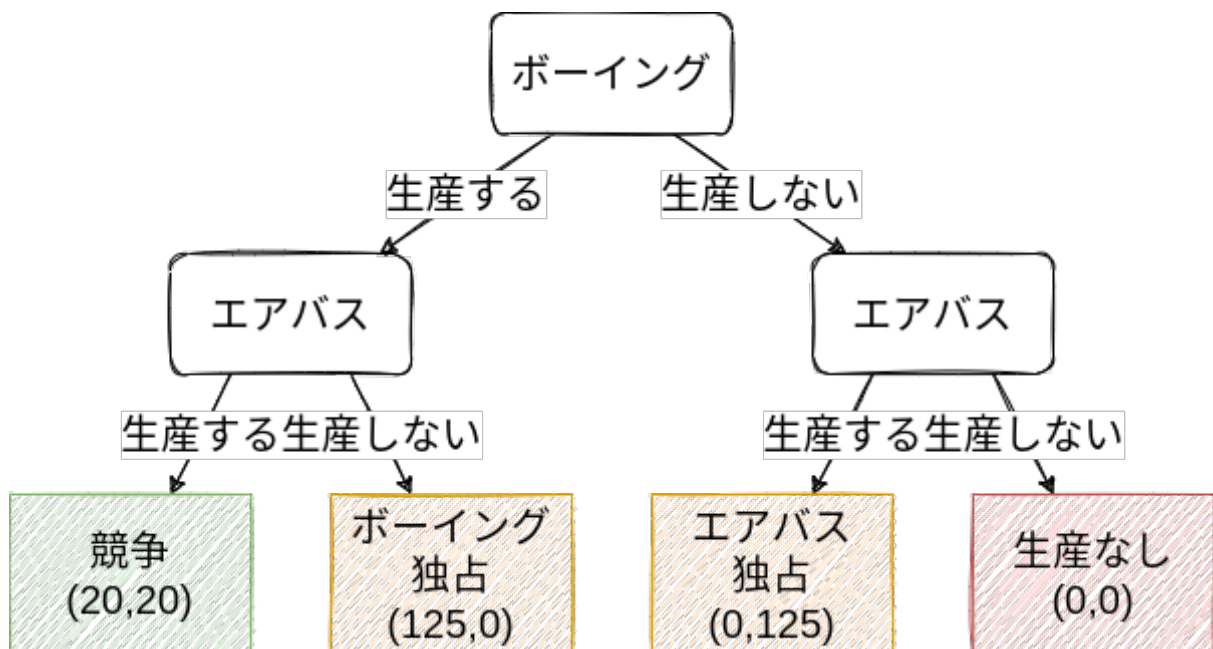 ボーイング
生産する
生産しない
エアバス
エアバス
生産する
生産しない
生産する
生産しない
競争
(20,20)
ボーイング
独占
(125,0)
エアバス
独占
(0,125)
生産なし
(0,0)